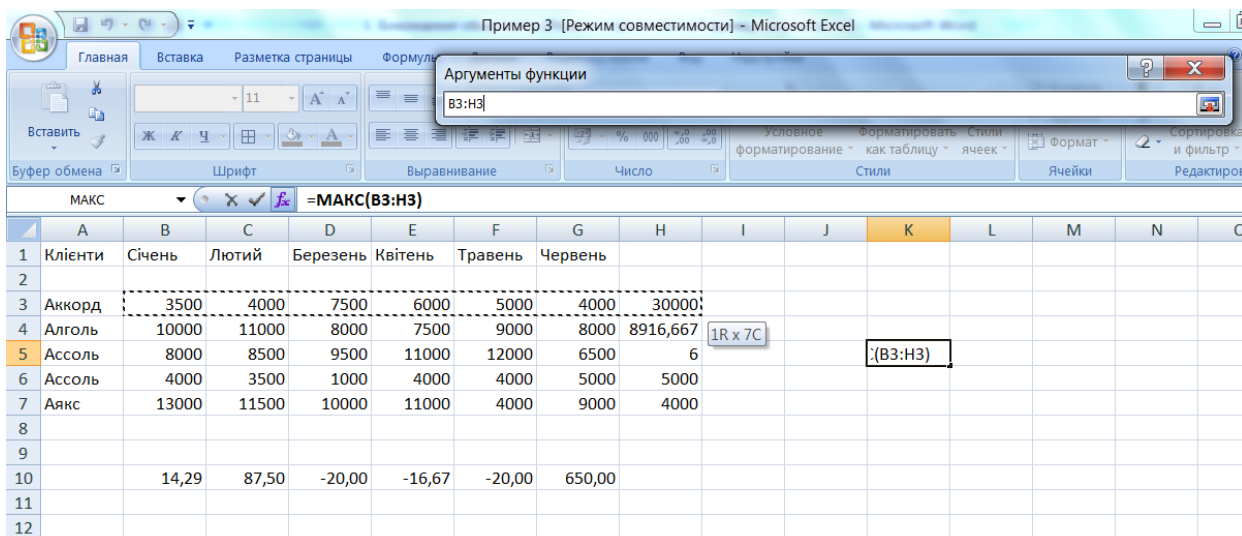 Пример 3 [Режим совместимости] - Microsoft Excel
Главная Вставка Разметка страницы Формулы
Аргументы функции
B3:H3
11 A A
Вставить
Ж К Ч A % 000 ,00 ,00
Условное форматирование
Форматировать как таблицу
Стили ячеек
Формат
Сортировка и фильтр
Буфер обмена Шрифт Выравнивание Число Стили Ячейки Редактиров
МАКС fx =МАКС(B3:H3)
A B C D E F G H I J K L M N
1 Клієнти Січень Лютий Березень Квітень Травень Червень
2
3 Аккорд 3500 4000 7500 6000 5000 4000 30000
4 Алголь 10000 11000 8000 7500 9000 8000 8916,667 1R x 7C
5 Ассоль 8000 8500 9500 11000 12000 6500 6 (B3:H3)
6 Ассоль 4000 3500 1000 4000 4000 5000 5000
7 Аякс 13000 11500 10000 11000 4000 9000 4000
8
9
10 14,29 87,50 -20,00 -16,67 -20,00 650,00
11
12